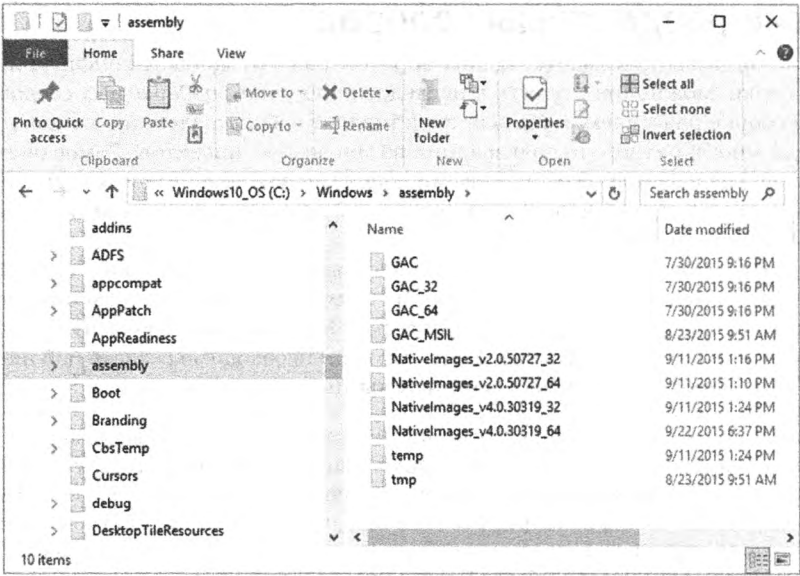 assembly
File Home Share View
Pin to Quick access
Copy
Paste
Clipboard
Move to
Copy to
Delete
Rename
Organize
New folder
New
Properties
Open
Select all
Select none
Invert selection
Select
« Windows10_OS (C:) > Windows > assembly >
Search assembly
addins
ADFS
appcompat
AppPatch
AppReadiness
assembly
Boot
Branding
CbsTemp
Cursors
debug
DesktopTileResources
Name Date modified
GAC 7/30/2015 9:16 PM
GAC_32 7/30/2015 9:16 PM
GAC_64 7/30/2015 9:16 PM
GAC_MSIL 8/23/2015 9:51 AM
NativeImages_v2.0.50727_32 9/11/2015 1:16 PM
NativeImages_v2.0.50727_64 9/11/2015 1:10 PM
NativeImages_v4.0.30319_32 9/11/2015 1:24 PM
NativeImages_v4.0.30319_64 9/22/2015 6:37 PM
temp 9/11/2015 1:24 PM
tmp 8/23/2015 9:51 AM
10 items